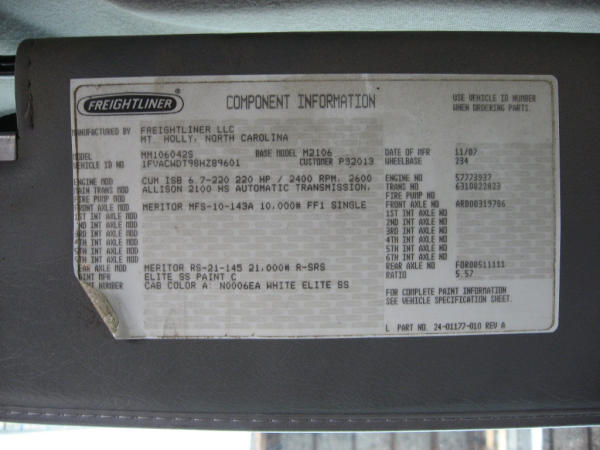 FREIGHTLINER
COMPONENT INFORMATION
USE VEHICLE ID NUMBER
WHEN ORDERING PARTS.
MANUFACTURED BY FREIGHTLINER LLC
MT. HOLLY, NORTH CAROLINA
MODEL MM106042S BASE MODEL M2106 DATE OF MFR 11/07
VEHICLE ID NO 1FVACWDT98HZ89601 CUSTOMER P32013 WHEELBASE 234
ENGINE MOD CUM ISB 6.7-220 220 HP / 2400 RPM. 2600 ENGINE NO 57773937
MAIN TRANS MOD ALLISON 2100 HS AUTOMATIC TRANSMISSION, TRANS NO 6310822823
FIRE PUMP MOD FIRE PUMP NO
FRONT AXLE MOD MERITOR MFS-10-143A 10,000# FF1 SINGLE FRONT AXLE NO ARD00319786
1ST INT AXLE MOD 1ST INT AXLE NO
2ND INT AXLE MOD 2ND INT AXLE NO
3RD INT AXLE MOD 3RD INT AXLE NO
4TH INT AXLE MOD 4TH INT AXLE NO
5TH INT AXLE MOD 5TH INT AXLE NO
6TH INT AXLE MOD 6TH INT AXLE NO
EAR AXLE MOD MERITOR RS-21-145 21,000# R-SRS REAR AXLE NO FOR00511111
AINT MFR ELITE SS PAINT C RATIO 5.57
NUMBER CAB COLOR A: N0006EA WHITE ELITE SS
FOR COMPLETE PAINT INFORMATION
SEE VEHICLE SPECIFICATION SHEET.
L PART NO. 24-01177-010 REV A